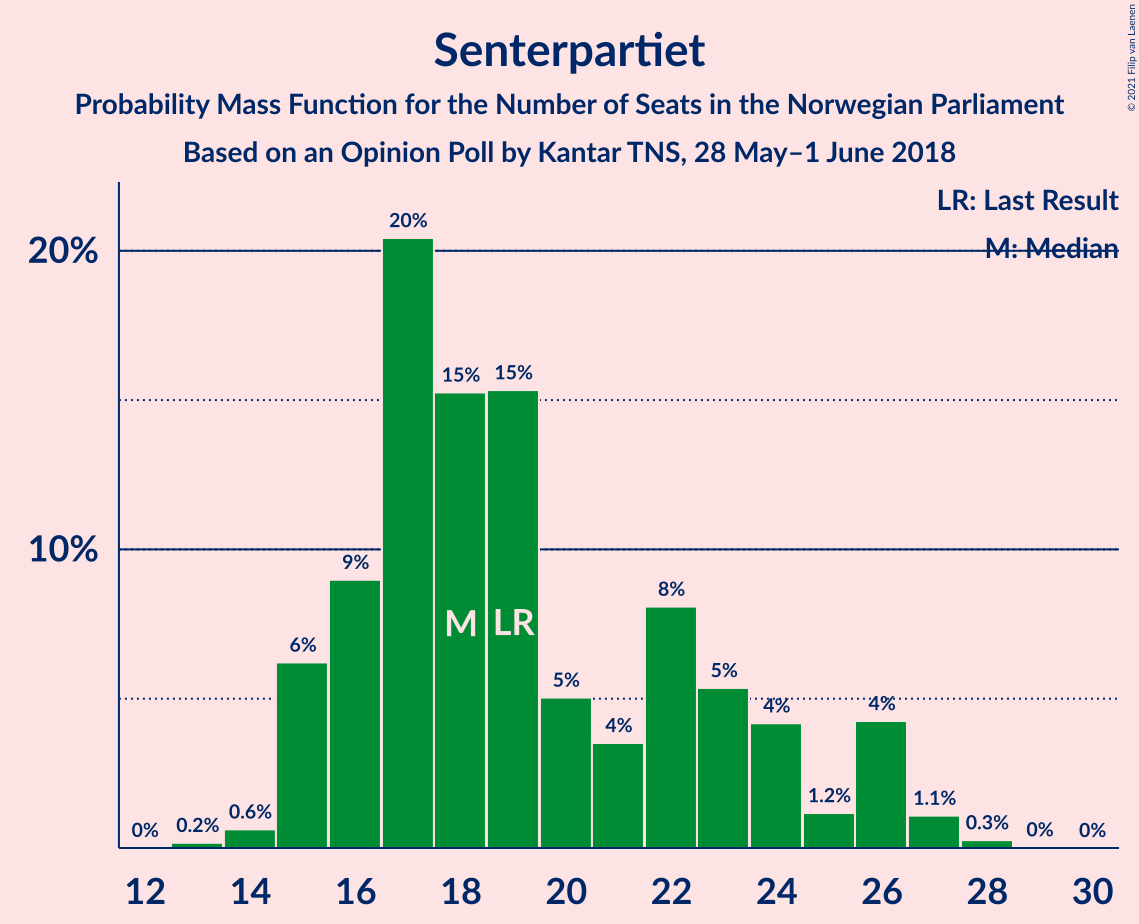 Senterpartiet
Probability Mass Function for the Number of Seats in the Norwegian Parliament
Based on an Opinion Poll by Kantar TNS, 28 May–1 June 2018
© 2021 Filip van Laenen
LR: Last Result
M: Median
20%
10%
0%
0.2%
0.6%
6%
9%
20%
15%
15%
5%
4%
8%
5%
4%
1.2%
4%
1.1%
0.3%
0%
0%
M
LR
12 14 16 18 20 22 24 26 28 30